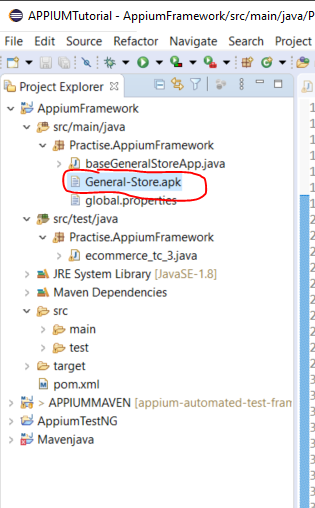 APPIUMTutorial - AppiumFramework/src/main/java/P
File Edit Source Refactor Navigate Search Project
Project Explorer
AppiumFramework
src/main/java
Practise.AppiumFramework
baseGeneralStoreApp.java
General-Store.apk
global.properties
src/test/java
Practise.AppiumFramework
ecommerce_tc_3.java
JRE System Library [JavaSE-1.8]
Maven Dependencies
src
main
test
target
pom.xml
> APPIUMMAVEN [appium-automated-test-fram
AppiumTestNG
Mavenjava